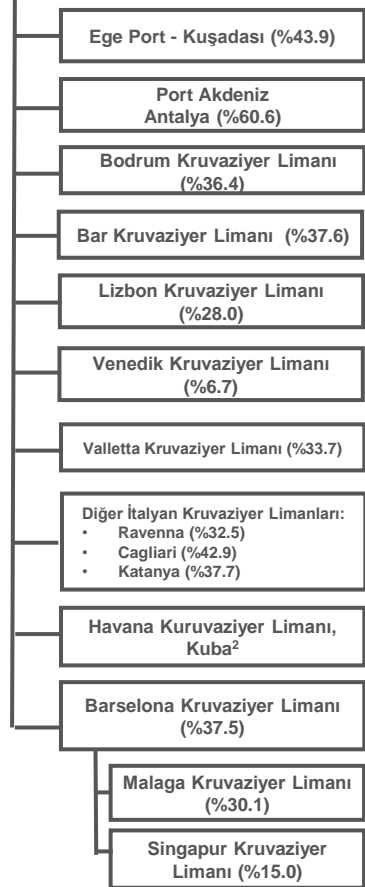 Ege Port - Kuşadası (%43.9)
Port Akdeniz
Antalya (%60.6)
Bodrum Kruvaziyer Limanı
(%36.4)
Bar Kruvaziyer Limanı (%37.6)
Lizbon Kruvaziyer Limanı
(%28.0)
Venedik Kruvaziyer Limanı
(%6.7)
Valletta Kruvaziyer Limanı (%33.7)
Diğer İtalyan Kruvaziyer Limanları:
• Ravenna (%32.5)
• Cagliari (%42.9)
• Katanya (%37.7)
Havana Kuruvaziyer Limanı,
Kuba²
Barselona Kruvaziyer Limanı
(%37.5)
Malaga Kruvaziyer Limanı
(%30.1)
Singapur Kruvaziyer
Limanı (%15.0)